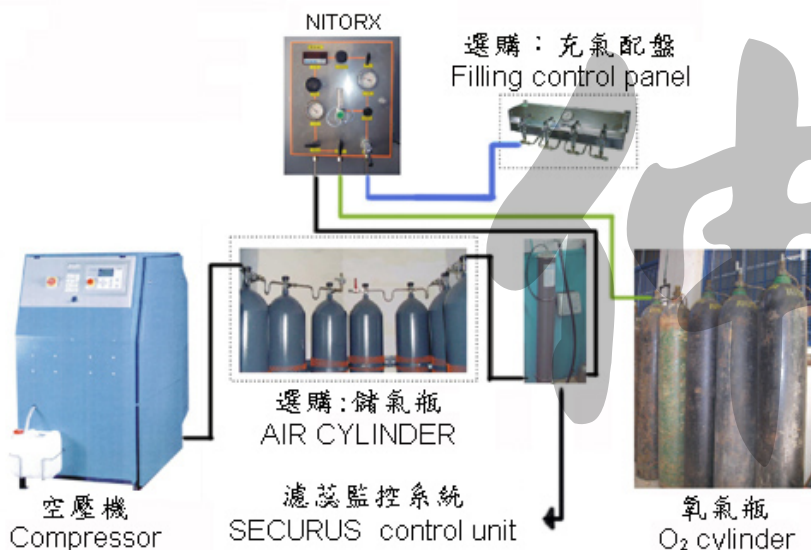 NITORX
選購：充氣配盤
Filling control panel
選購:儲氣瓶
AIR CYLINDER
空壓機
Compressor
濾蕊監控系統
SECURUS control unit
氧氣瓶
O₂ cylinder